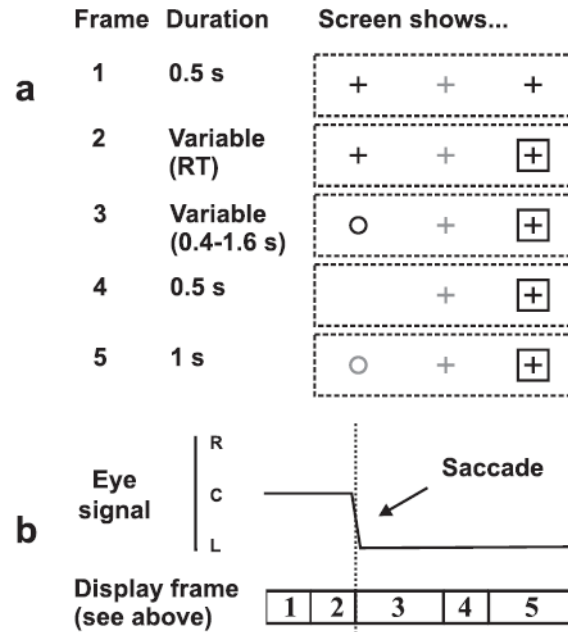 Frame Duration Screen shows...
a
1 0.5 s
2 Variable
(RT)
3 Variable
(0.4-1.6 s)
4 0.5 s
5 1 s
b
R
Eye
signal
C
L
Saccade
Display frame
(see above)
1 2 3 4 5